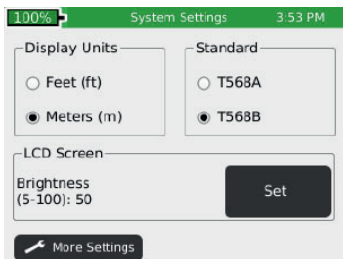 100% System Settings 3:53 PM
Display Units Standard
Feet (ft) T568A
Meters (m) T568B
LCD Screen
Brightness
(5-100): 50
Set
More Settings